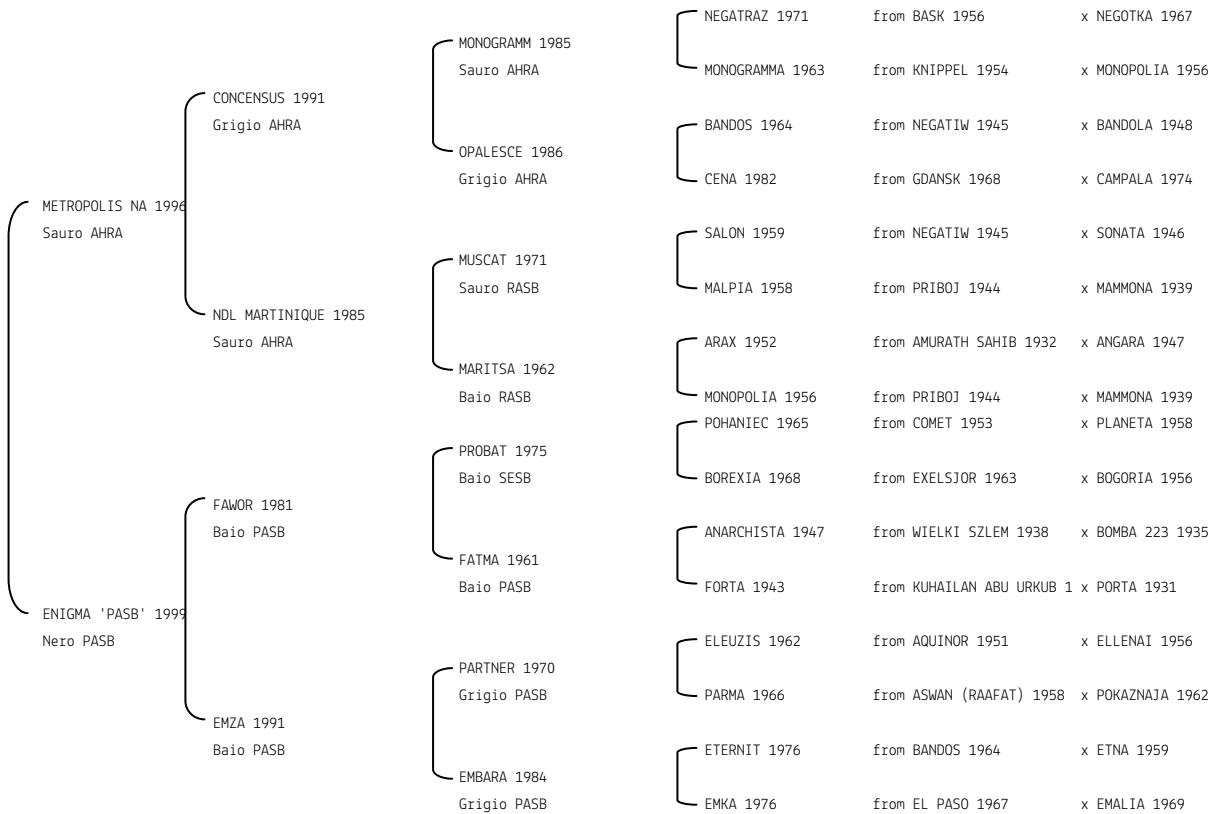 NEGATRAZ 1971 from BASK 1956 x NEGOTKA 1967
MONOGRAMM 1985
Sauro AHRA
MONOGRAMMA 1963 from KNIPPEL 1954 x MONOPOLIA 1956
CONCENSUS 1991
Grigio AHRA
BANDOS 1964 from NEGATIW 1945 x BANDOLA 1948
OPALESCE 1986
Grigio AHRA
CENA 1982 from GDANSK 1968 x CAMPALA 1974
METROPOLIS NA 1996
Sauro AHRA
SALON 1959 from NEGATIW 1945 x SONATA 1946
MUSCAT 1971
Sauro RASB
MALPIA 1958 from PRIBOJ 1944 x MAMMONA 1939
NDL MARTINIQUE 1985
Sauro AHRA
ARAX 1952 from AMURATH SAHIB 1932 x ANGARA 1947
MARITSA 1962
Baio RASB
MONOPOLIA 1956 from PRIBOJ 1944 x MAMMONA 1939
POHANIEC 1965 from COMET 1953 x PLANETA 1958
PROBAT 1975
Baio SESB
BOREXIA 1968 from EXELSJOR 1963 x BOGORIA 1956
FAWOR 1981
Baio PASB
ANARCHISTA 1947 from WIELKI SZLEM 1938 x BOMBA 223 1935
FATMA 1961
Baio PASB
FORTA 1943 from KUHAILAN ABU URKUB 1 x PORTA 1931
ENIGMA 'PASB' 1999
Nero PASB
ELEUZIS 1962 from AQUINOR 1951 x ELLENAI 1956
PARTNER 1970
Grigio PASB
PARMA 1966 from ASWAN (RAAFAT) 1958 x POKAZNAJA 1962
EMZA 1991
Baio PASB
ETERNIT 1976 from BANDOS 1964 x ETNA 1959
EMBARA 1984
Grigio PASB
EMKA 1976 from EL PASO 1967 x EMALIA 1969